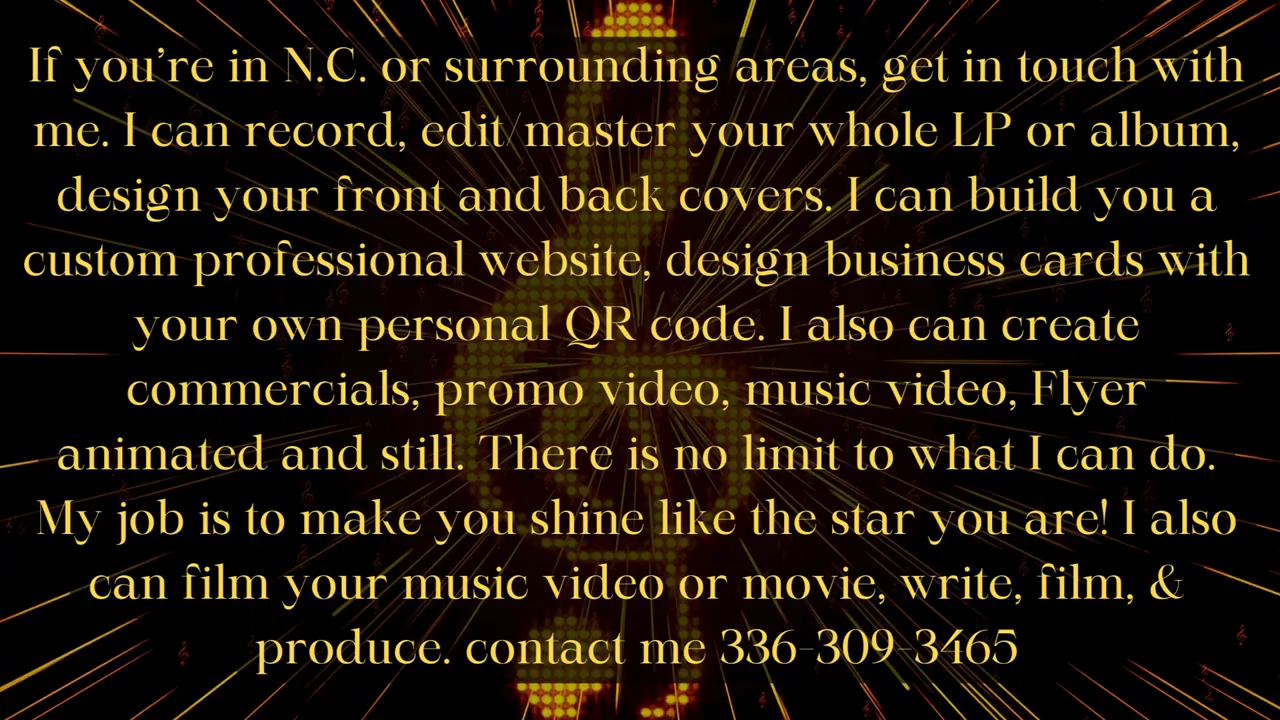 If you're in N.C. or surrounding areas, get in touch with
me. I can record, edit/master your whole LP or album,
design your front and back covers. I can build you a
custom professional website, design business cards with
your own personal QR code. I also can create
commercials, promo video, music video, Flyer
animated and still. There is no limit to what I can do.
My job is to make you shine like the star you are! I also
can film your music video or movie, write, film, &
produce. contact me 336-309-3465